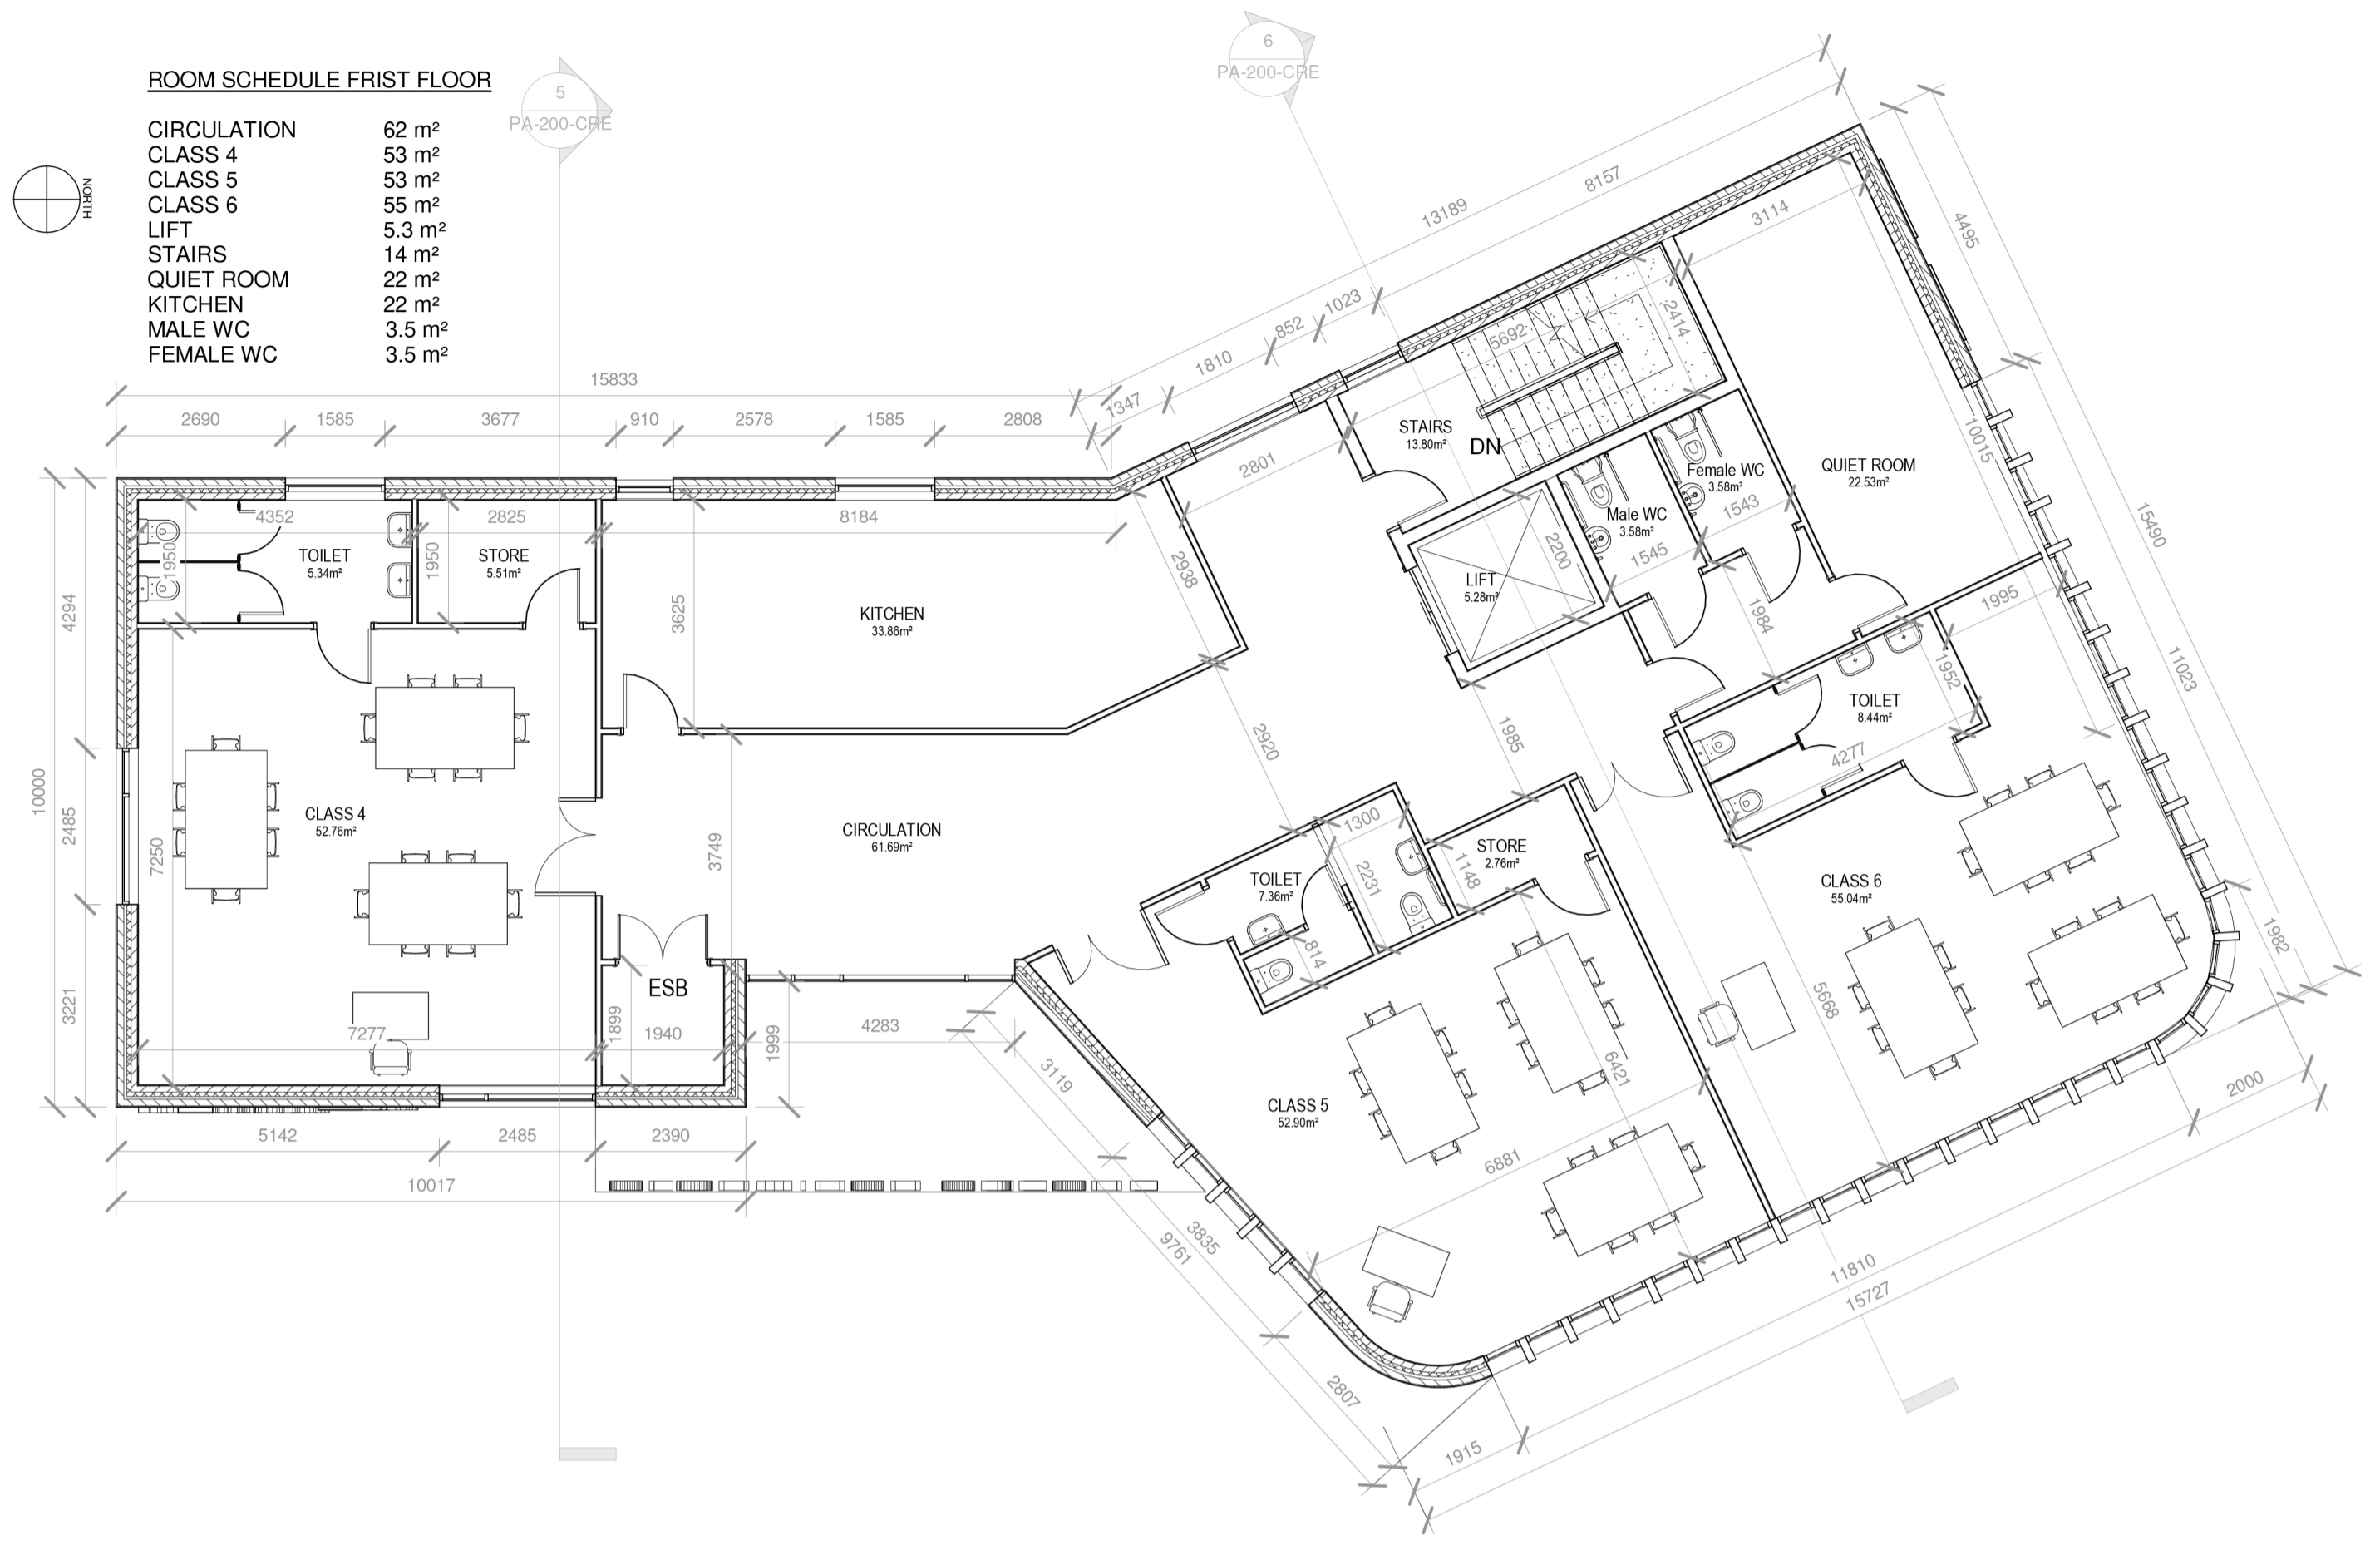 ROOM SCHEDULE FRIST FLOOR
CIRCULATION 62 m²
CLASS 4 53 m²
CLASS 5 53 m²
CLASS 6 55 m²
LIFT 5.3 m²
STAIRS 14 m²
QUIET ROOM 22 m²
KITCHEN 22 m²
MALE WC 3.5 m²
FEMALE WC 3.5 m²
NORTH
5
PA-200-CRE
6
PA-200-CRE
15833
2690 1585 3677 910 2578 1585 2808
1347
1810
852
1023
13189
8157
3114
4495
10015
15490
11023
1982
2000
5692
2414
STAIRS
13.80m²
DN
2801
Female WC
3.58m²
1543
Male WC
3.58m²
1545
QUIET ROOM
22.53m²
LIFT
5.28m²
2200
1984
1995
1952
TOILET
8.44m²
4277
4352
2825
8184
1950
TOILET
5.34m²
1950
STORE
5.51m²
3625
KITCHEN
33.86m²
2938
2920
1985
4294
10000
2485
3221
CLASS 4
52.76m²
7250
7277
3749
CIRCULATION
61.69m²
ESB
1899
1940
1999
4283
5142 2485 2390
10017
TOILET
7.36m²
1300
2231
814
STORE
2.76m²
1148
CLASS 6
55.04m²
5668
CLASS 5
52.90m²
6421
6881
3119
3835
9761
2807
1915
11810
15727